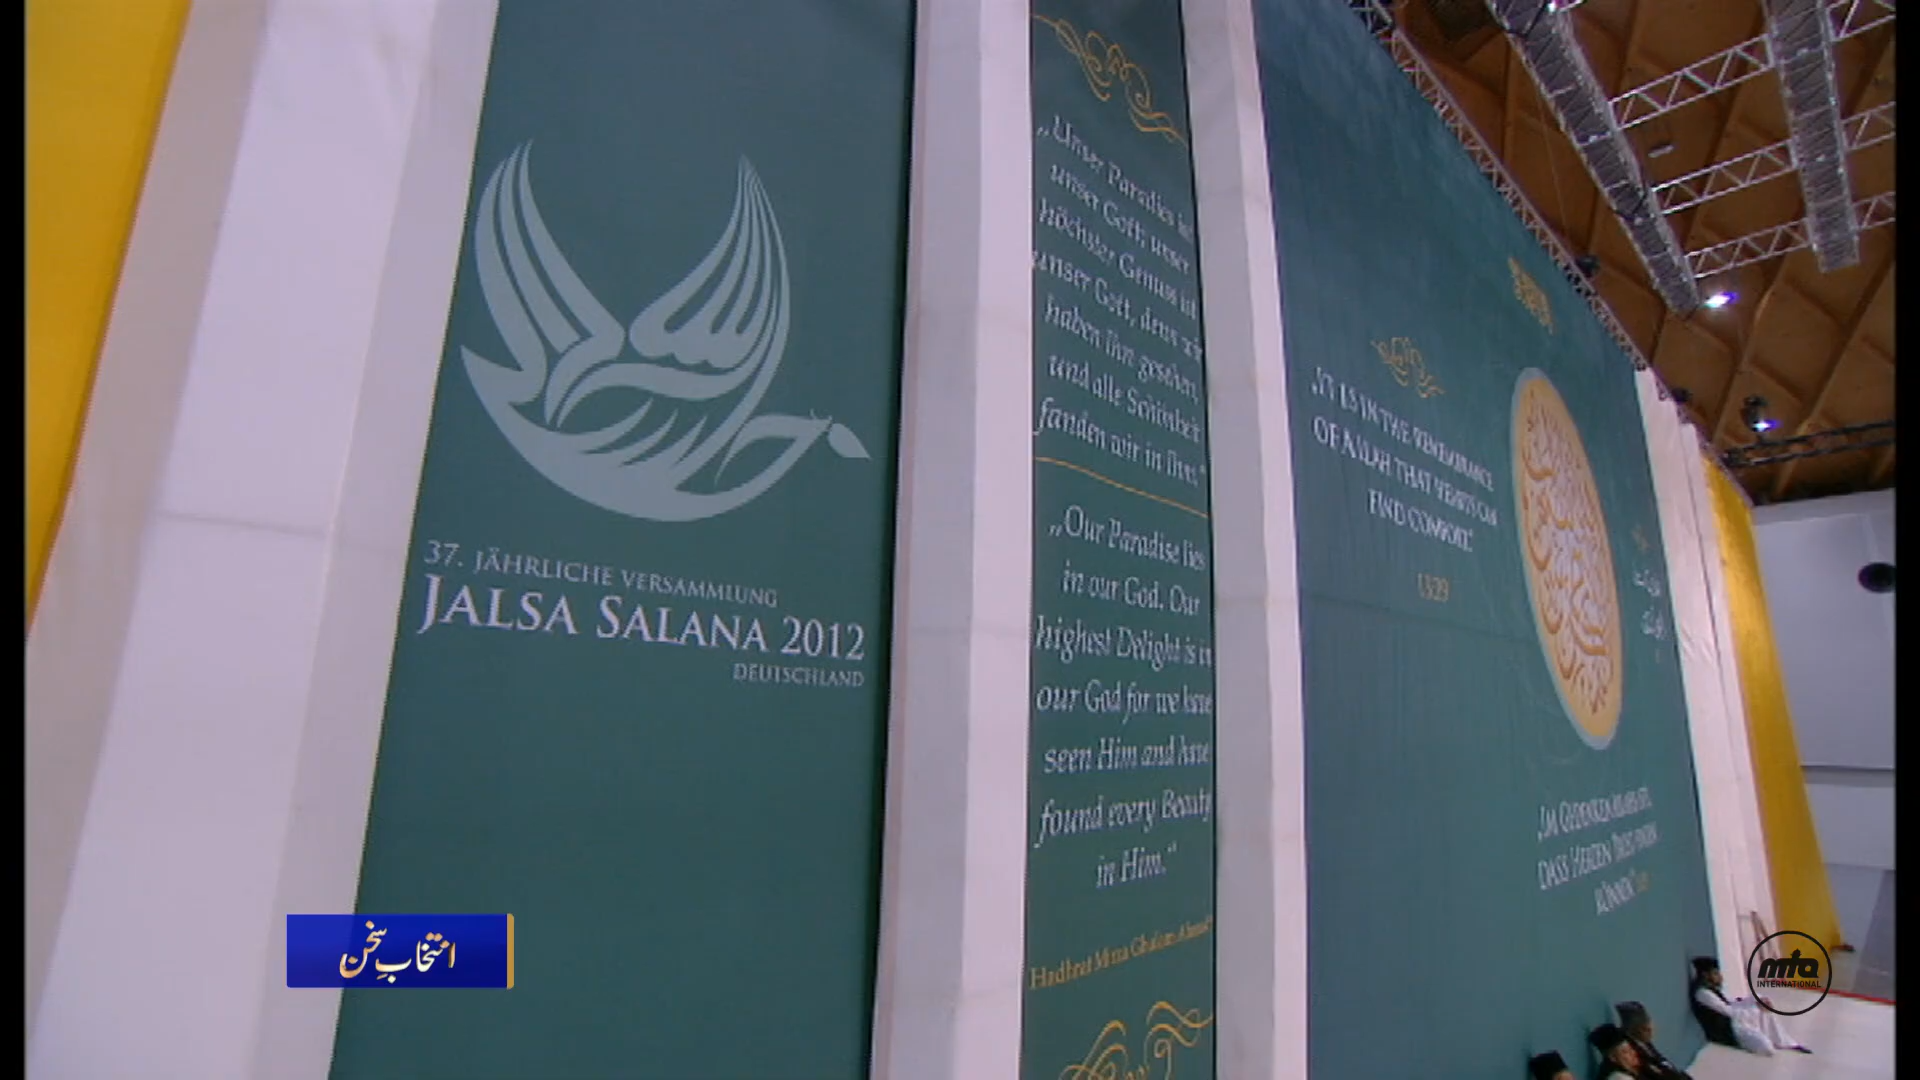 37. JÄHRLICHE VERSAMMLUNG
JALSA SALANA 2012
DEUTSCHLAND
„Unser Paradies ist
unser Gott; unser
höchster Genuss ist
unser Gott, denn wir
haben Ihn gesehen,
und alle Schönheit
fanden wir in Ihm.“
„Our Paradise lies
in our God. Our
highest Delight is in
our God for we have
seen Him and have
found every Beauty
in Him.“
Hadhrat Mirza Ghulam Ahmad
„IT IS IN THE REMEMBRANCE
OF ALLAH THAT HEARTS CAN
FIND COMFORT.“
13:29
„IM GEDENKEN ALLAHS IST'S,
DASS HERZEN TROST FINDEN
KÖNNEN“
انتخابِ سخن
mta
INTERNATIONAL